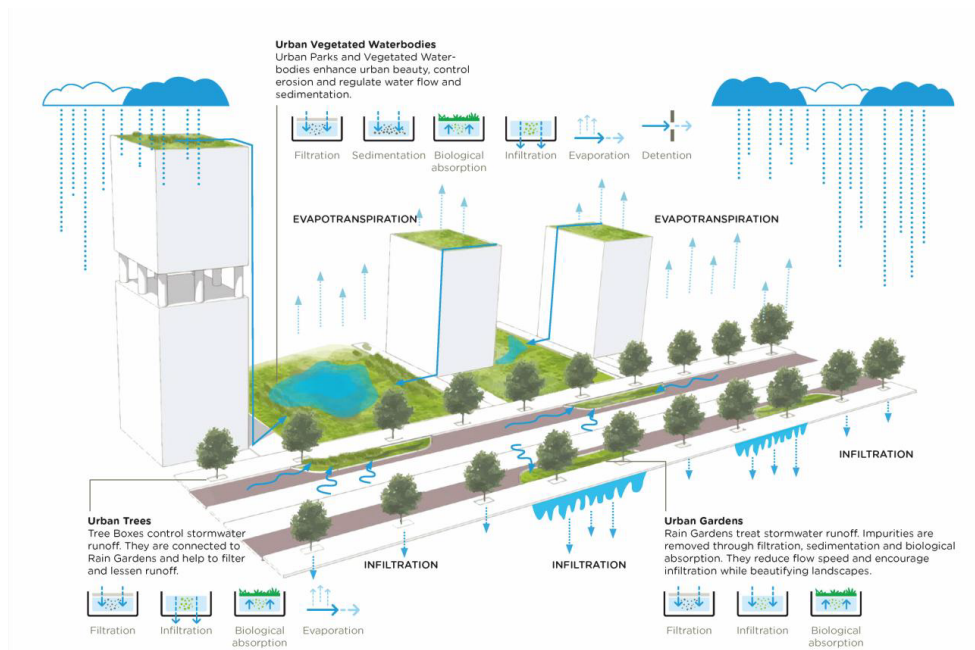 Urban Vegetated Waterbodies
Urban Parks and Vegetated Water-
bodies enhance urban beauty, control
erosion and regulate water flow and
sedimentation.
Filtration
Sedimentation
Biological
absorption
Infiltration
Evaporation
Detention
EVAPOTRANSPIRATION
EVAPOTRANSPIRATION
INFILTRATION
INFILTRATION
INFILTRATION
Urban Trees
Tree Boxes control stormwater
runoff. They are connected to
Rain Gardens and help to filter
and lessen runoff.
Filtration
Infiltration
Biological
absorption
Evaporation
Urban Gardens
Rain Gardens treat stormwater runoff. Impurities are
removed through filtration, sedimentation and biological
absorption. They reduce flow speed and encourage
infiltration while beautifying landscapes.
Filtration
Infiltration
Biological
absorption